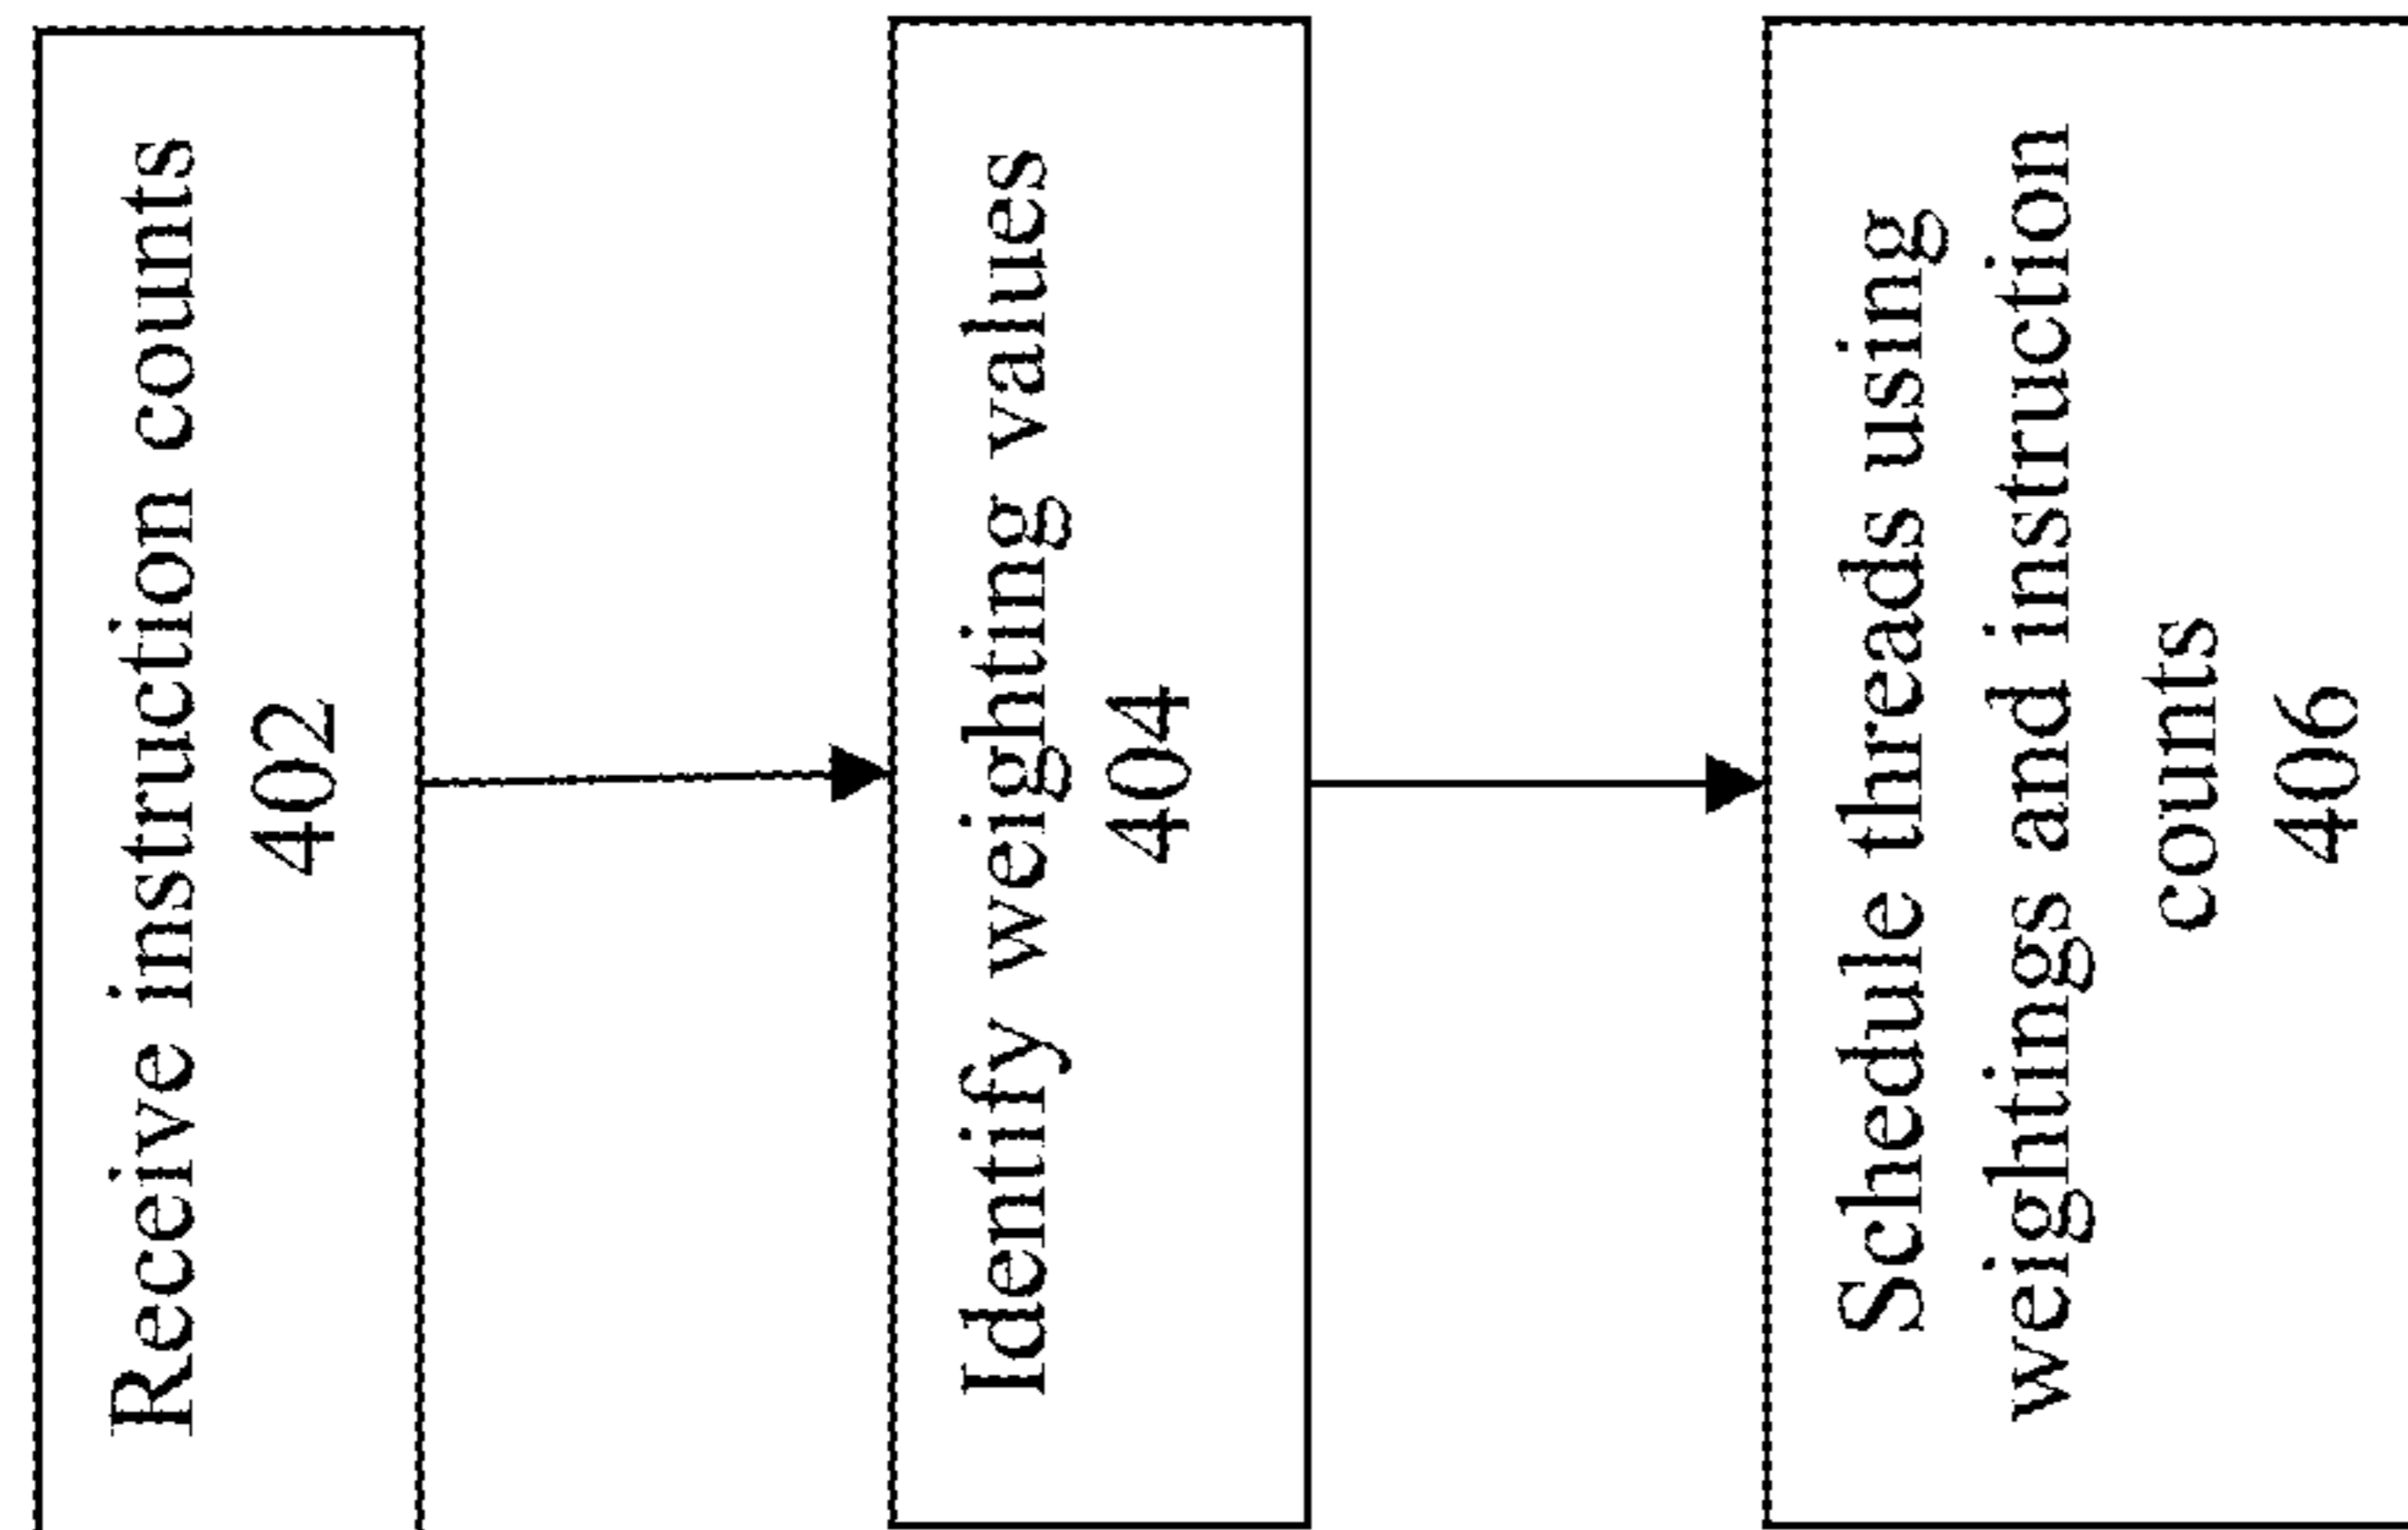 Receive instruction counts
402
Identify weighting values
404
Schedule threads using
weightings and instruction
counts
406